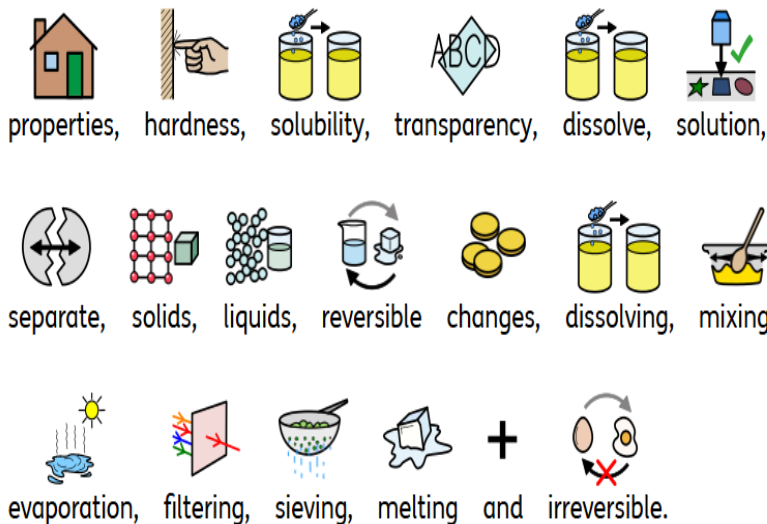 ABCD
properties, hardness, solubility, transparency, dissolve, solution,
separate, solids, liquids, reversible changes, dissolving, mixing
evaporation, filtering, sieving, melting and irreversible.